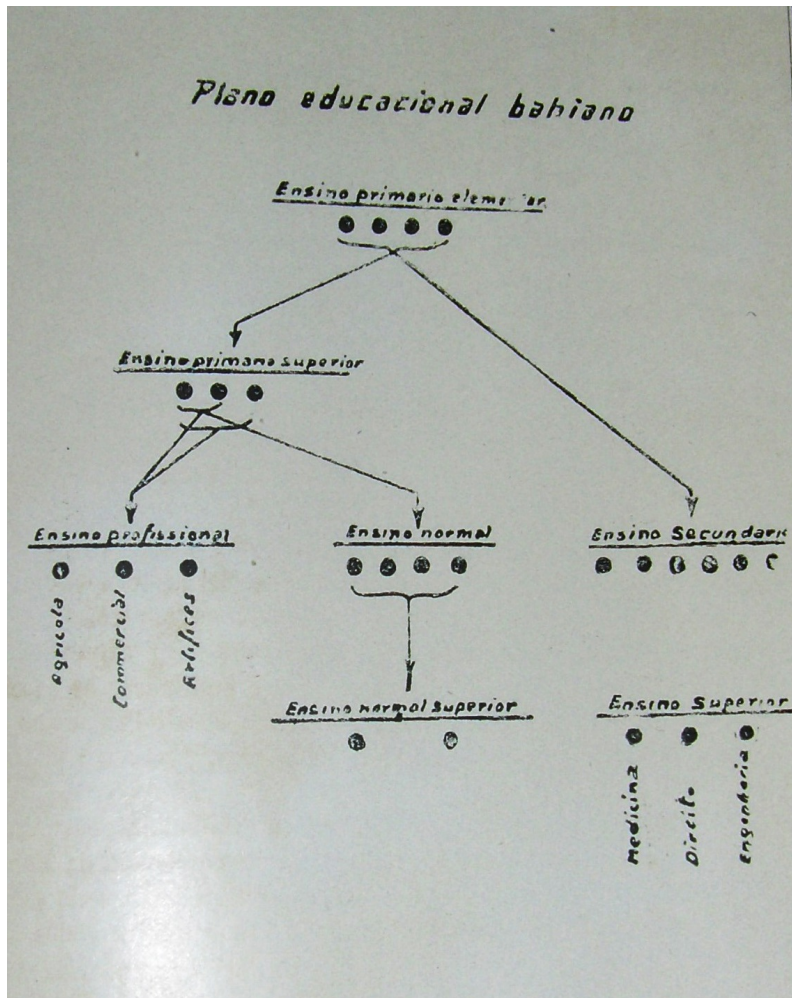 Plano educacional bahiano
Ensino primario
Ensino primario superior
Ensino profissional
Ensino normal
Ensino Secundario
Agricola
Commercial
Artifices
Ensino normal superior
Ensino Superior
Medicina
Direito
Engenharia